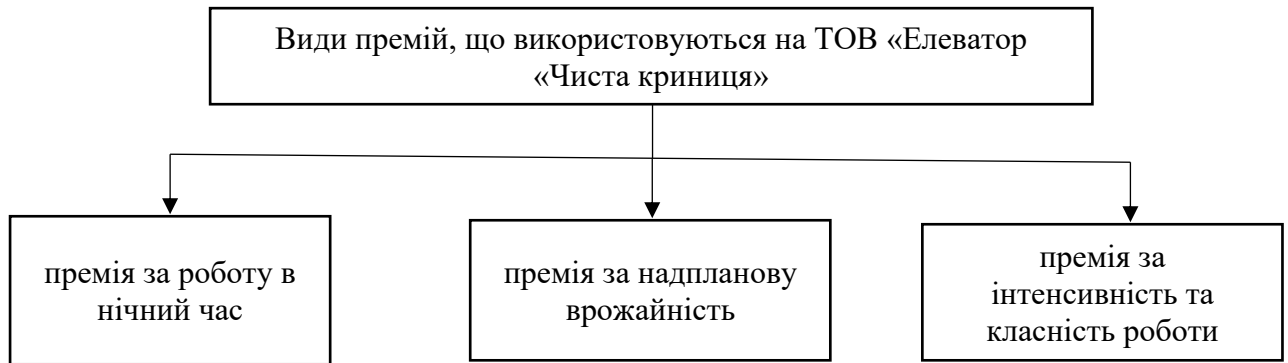 Види премій, що використовуються на ТОВ «Елеватор
«Чиста криниця»
премія за роботу в
нічний час
премія за надпланову
врожайність
премія за
інтенсивність та
класність роботи